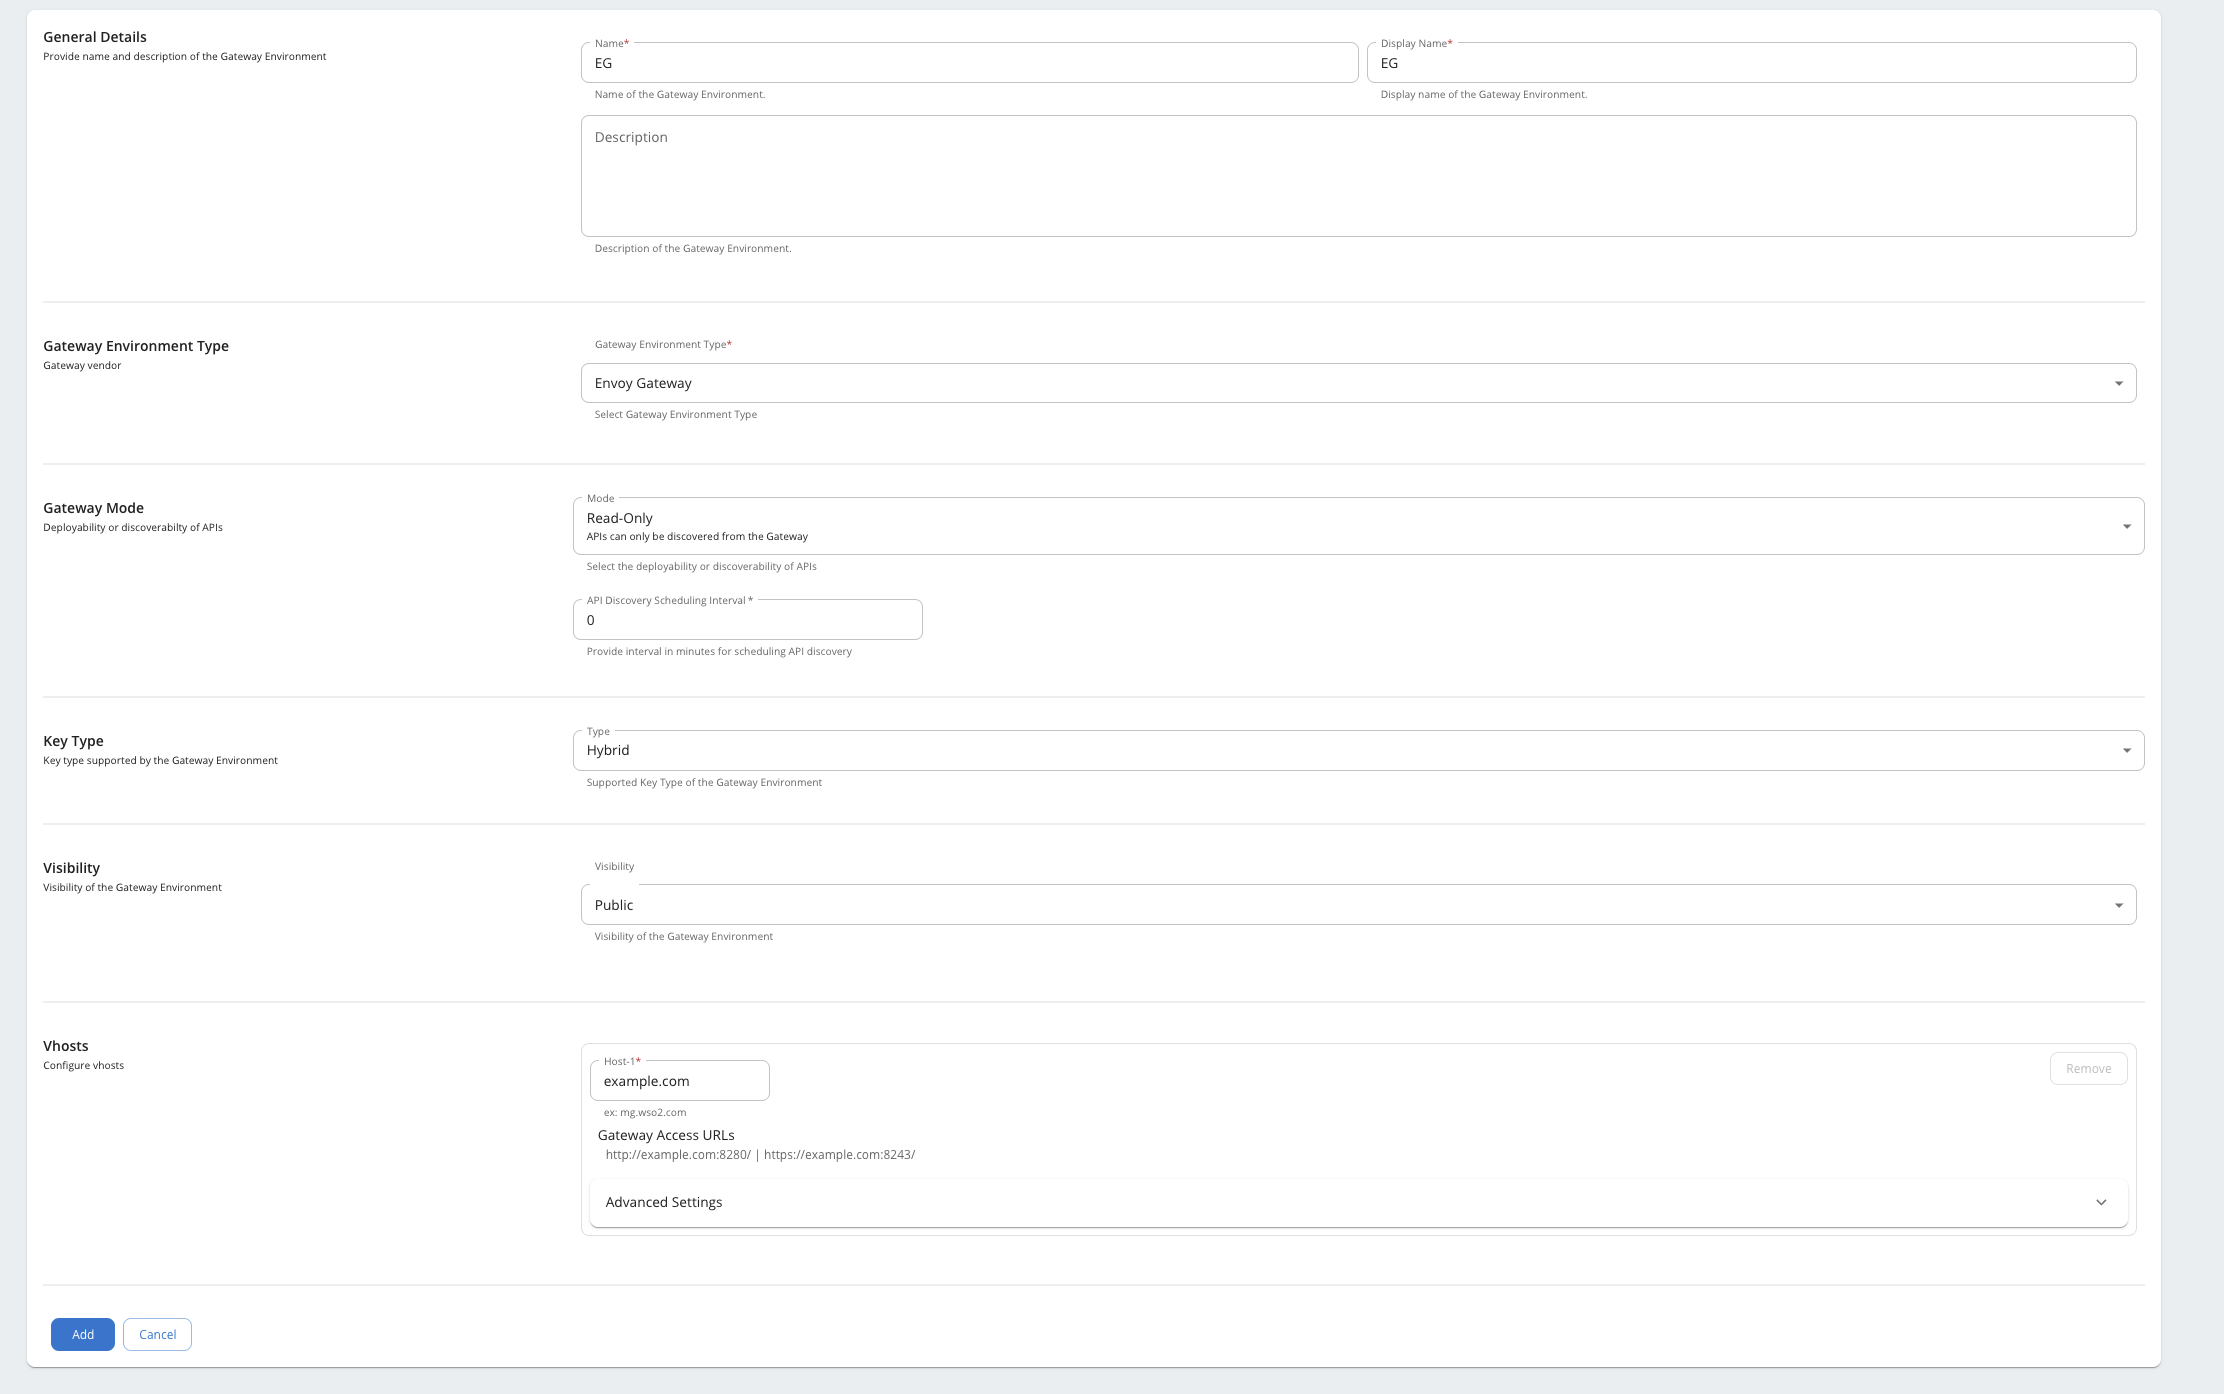 General Details
Provide name and description of the Gateway Environment
Name*
EG
Name of the Gateway Environment.
Display Name*
EG
Display name of the Gateway Environment.
Description
Description of the Gateway Environment.
Gateway Environment Type
Gateway vendor
Gateway Environment Type*
Envoy Gateway
Select Gateway Environment Type
Gateway Mode
Deployability or discoverabilty of APIs
Mode
Read-Only
APIs can only be discovered from the Gateway
Select the deployability or discoverability of APIs
API Discovery Scheduling Interval *
0
Provide interval in minutes for scheduling API discovery
Key Type
Key type supported by the Gateway Environment
Type
Hybrid
Supported Key Type of the Gateway Environment
Visibility
Visibility of the Gateway Environment
Visibility
Public
Visibility of the Gateway Environment
Vhosts
Configure vhosts
Host-1*
example.com
ex: mg.wso2.com
Remove
Gateway Access URLs
http://example.com:8280/ | https://example.com:8243/
Advanced Settings
Add
Cancel